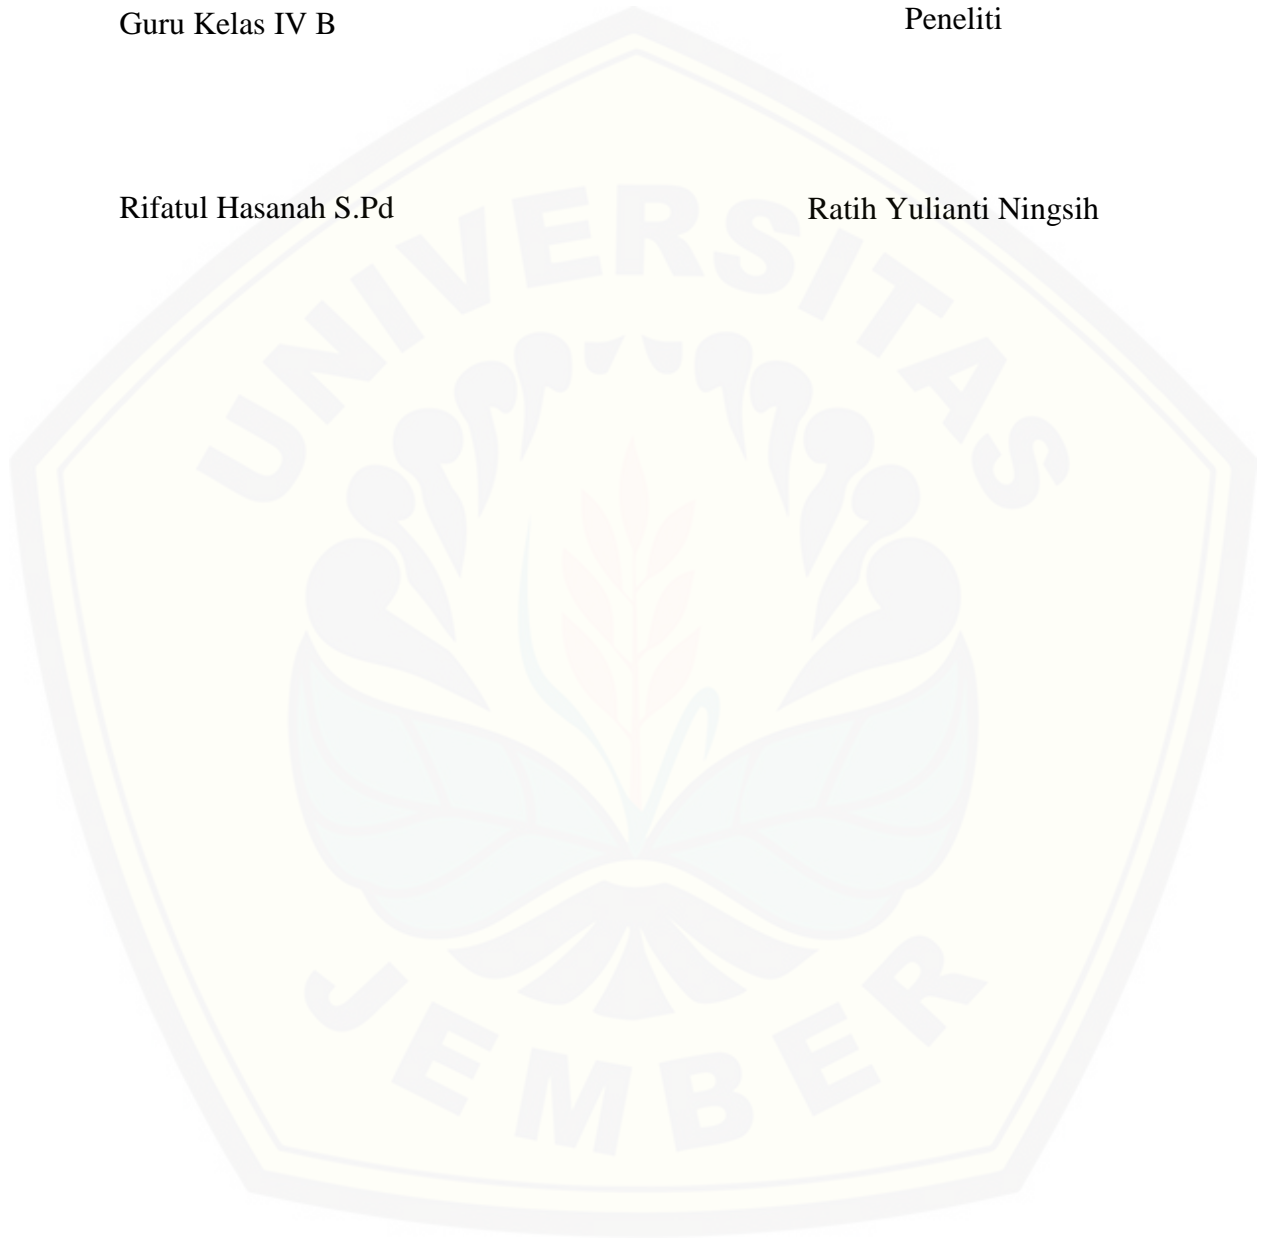 Guru Kelas IV B
Peneliti
Rifatul Hasanah S.Pd
Ratih Yulianti Ningsih
UNIVERSITAS
JEMBER